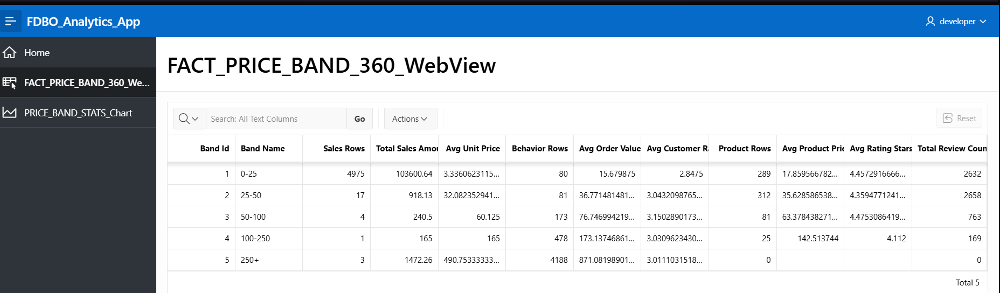 FDBO_Analytics_App
developer
Home
FACT_PRICE_BAND_360_We...
PRICE_BAND_STATS_Chart
FACT_PRICE_BAND_360_WebView
Search: All Text Columns Go Actions Reset
Band Id Band Name Sales Rows Total Sales Amou Avg Unit Price Behavior Rows Avg Order Value Avg Customer Ra Product Rows Avg Product Pric Avg Rating Stars Total Review Coun
1 0-25 4975 103600.64 3.3360623115... 80 15.679875 2.8475 289 17.859566782... 4.4572916666... 2632
2 25-50 17 918.13 32.082352941... 81 36.771481481... 3.0432098765... 312 35.628586538... 4.3594771241... 2658
3 50-100 4 240.5 60.125 173 76.746994219... 3.1502890173... 81 63.378438271... 4.4753086419... 763
4 100-250 1 165 165 478 173.13746861... 3.0309623430... 25 142.513744 4.112 169
5 250+ 3 1472.26 490.75333333... 4188 871.08198901... 3.0111031518... 0 0
Total 5